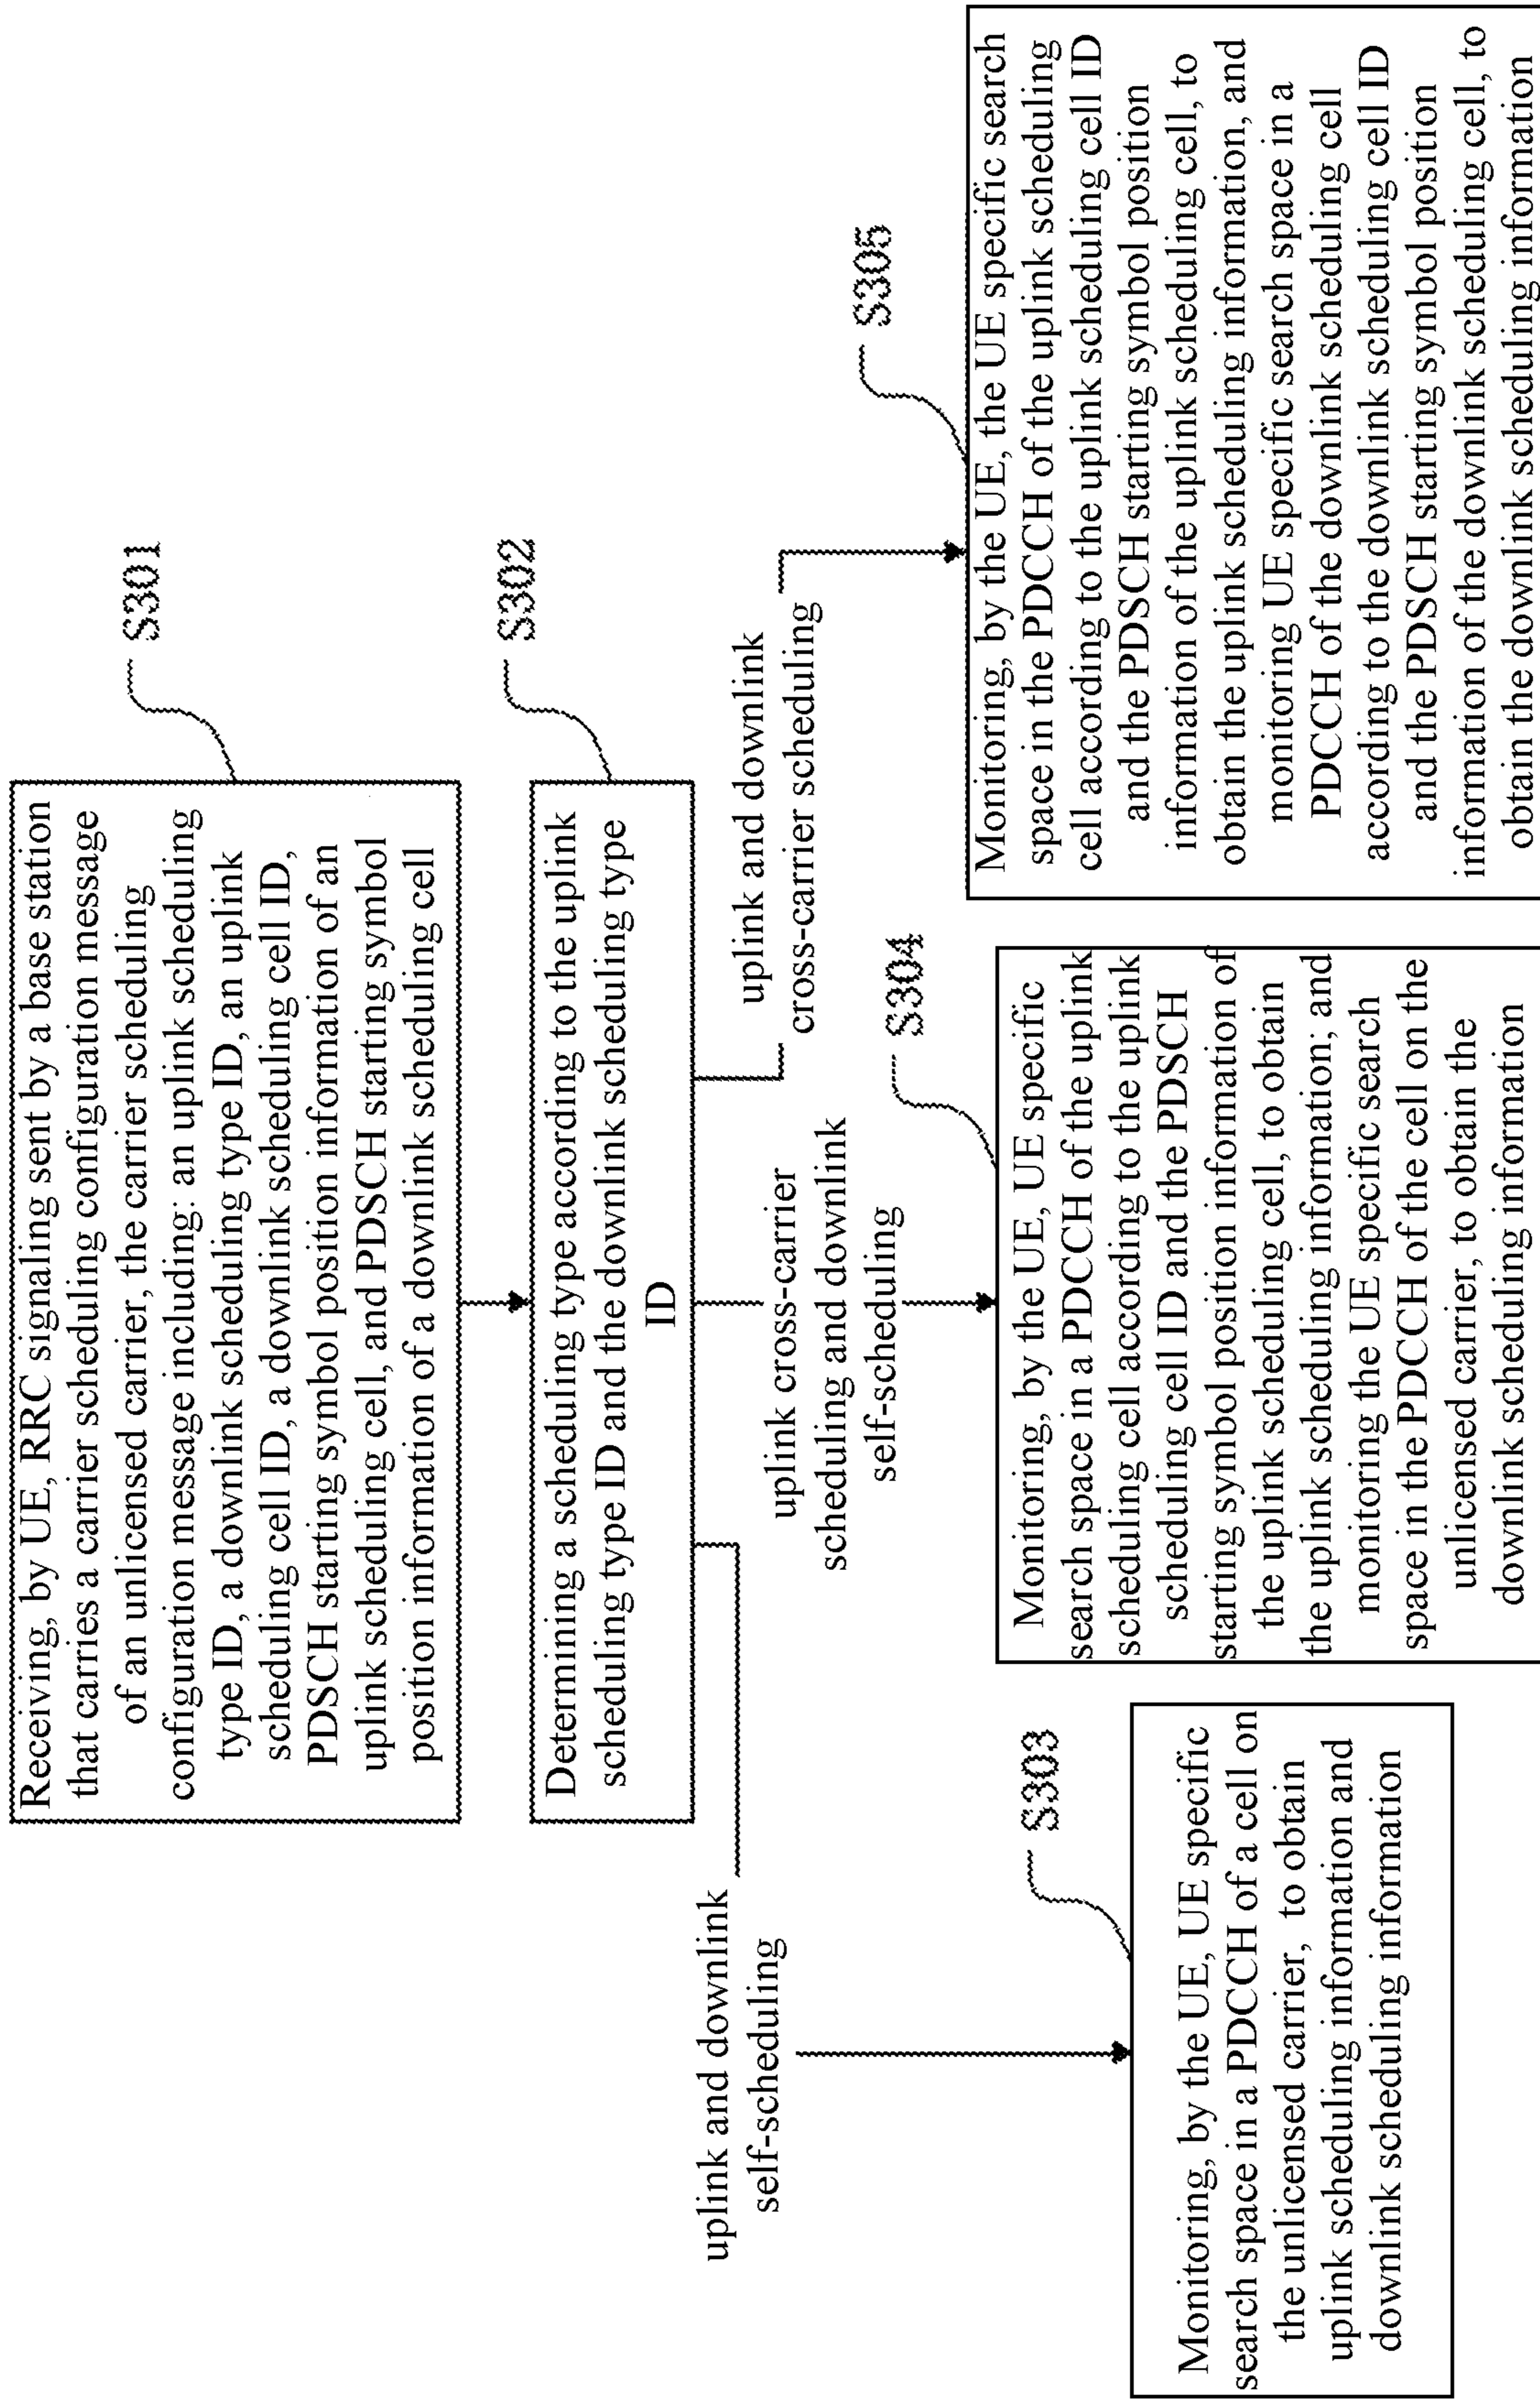 Receiving, by UE, RRC signaling sent by a base station
that carries a carrier scheduling configuration message
of an unlicensed carrier, the carrier scheduling
configuration message including: an uplink scheduling
type ID, a downlink scheduling type ID, an uplink
scheduling cell ID, a downlink scheduling cell ID,
PDSCH starting symbol position information of an
uplink scheduling cell, and PDSCH starting symbol
position information of a downlink scheduling cell
S301
Determining a scheduling type according to the uplink
scheduling type ID and the downlink scheduling type
ID
S302
uplink and downlink
self-scheduling
uplink cross-carrier
scheduling and downlink
self-scheduling
uplink and downlink
cross-carrier scheduling
S303
Monitoring, by the UE, UE specific
search space in a PDCCH of a cell on
the unlicensed carrier, to obtain
uplink scheduling information and
downlink scheduling information
S304
Monitoring, by the UE, UE specific
search space in a PDCCH of the uplink
scheduling cell according to the uplink
scheduling cell ID and the PDSCH
starting symbol position information of
the uplink scheduling cell, to obtain
the uplink scheduling information; and
monitoring the UE specific search
space in the PDCCH of the cell on the
unlicensed carrier, to obtain the
downlink scheduling information
S305
Monitoring, by the UE, the UE specific search
space in the PDCCH of the uplink scheduling
cell according to the uplink scheduling cell ID
and the PDSCH starting symbol position
information of the uplink scheduling cell, to
obtain the uplink scheduling information, and
monitoring UE specific search space in a
PDCCH of the downlink scheduling cell
according to the downlink scheduling cell ID
and the PDSCH starting symbol position
information of the downlink scheduling cell, to
obtain the downlink scheduling information